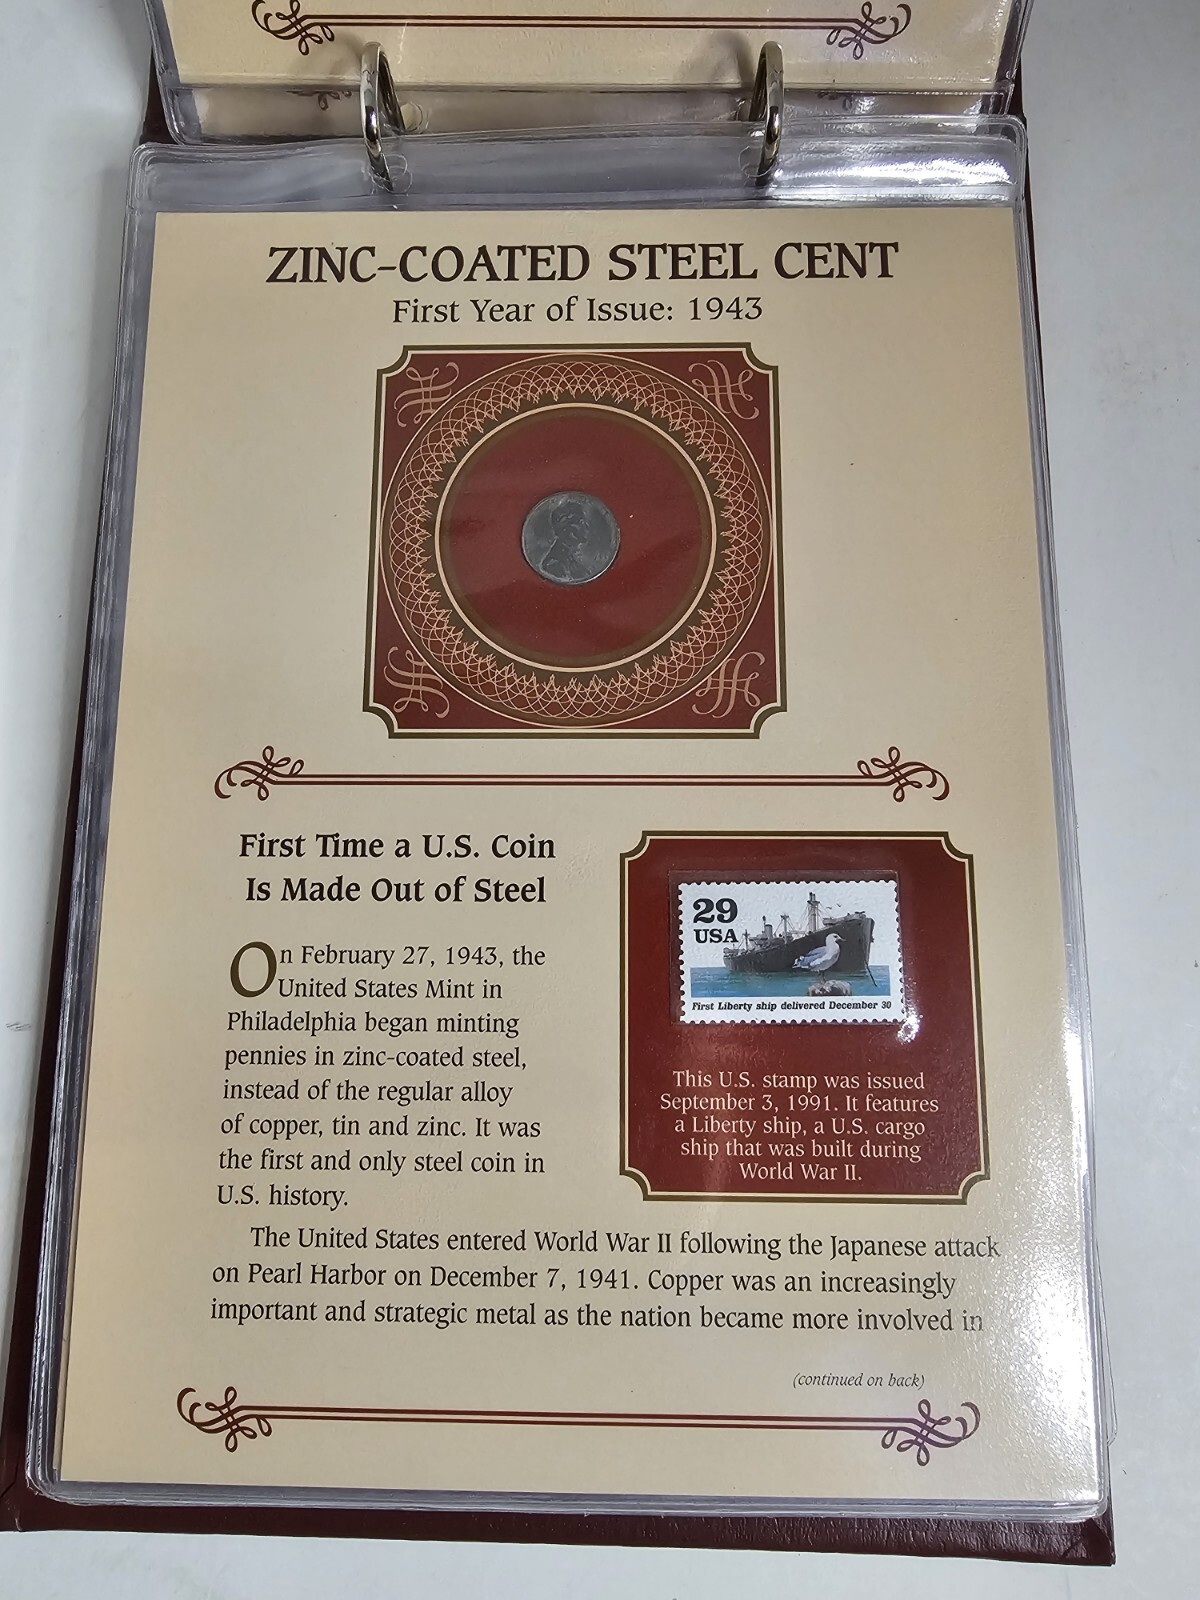 ZINC-COATED STEEL CENT
First Year of Issue: 1943
First Time a U.S. Coin
Is Made Out of Steel
On February 27, 1943, the
United States Mint in
Philadelphia began minting
pennies in zinc-coated steel,
instead of the regular alloy
of copper, tin and zinc. It was
the first and only steel coin in
U.S. history.
29
USA
First Liberty ship delivered December 30
This U.S. stamp was issued
September 3, 1991. It features
a Liberty ship, a U.S. cargo
ship that was built during
World War II.
The United States entered World War II following the Japanese attack
on Pearl Harbor on December 7, 1941. Copper was an increasingly
important and strategic metal as the nation became more involved in
(continued on back)